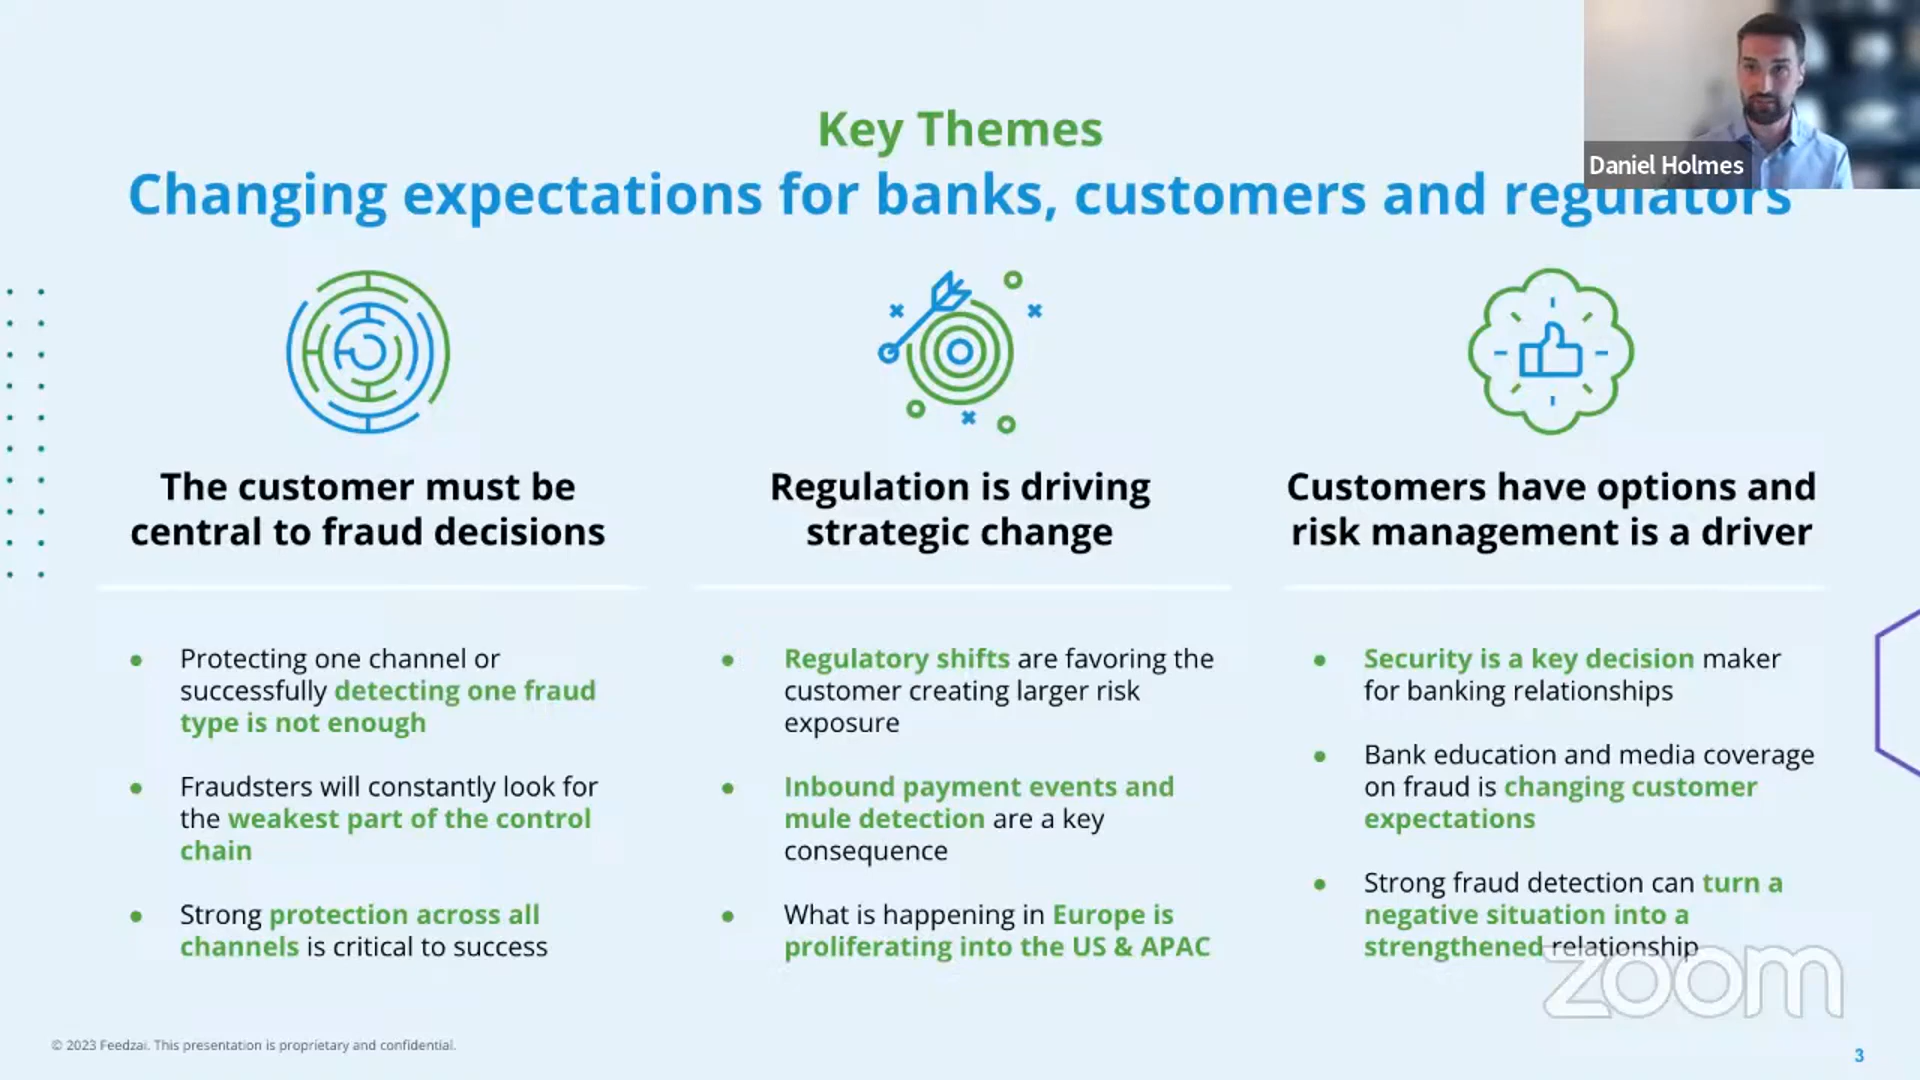 Daniel Holmes
Key Themes
Changing expectations for banks, customers and regulators
The customer must be
central to fraud decisions
Protecting one channel or
successfully detecting one fraud
type is not enough
Fraudsters will constantly look for
the weakest part of the control
chain
Strong protection across all
channels is critical to success
Regulation is driving
strategic change
Regulatory shifts are favoring the
customer creating larger risk
exposure
Inbound payment events and
mule detection are a key
consequence
What is happening in Europe is
proliferating into the US & APAC
Customers have options and
risk management is a driver
Security is a key decision maker
for banking relationships
Bank education and media coverage
on fraud is changing customer
expectations
Strong fraud detection can turn a
negative situation into a
strengthened relationship
zoom
© 2023 Feedzai. This presentation is proprietary and confidential.
3